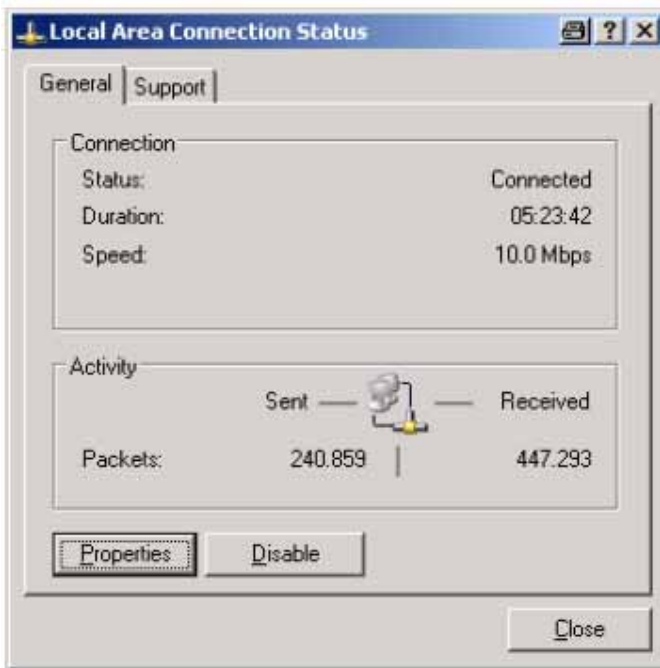 Local Area Connection Status
General Support
Connection
Status: Connected
Duration: 05:23:42
Speed: 10.0 Mbps
Activity
Sent Received
Packets: 240.859 447.293
Properties Disable
Close